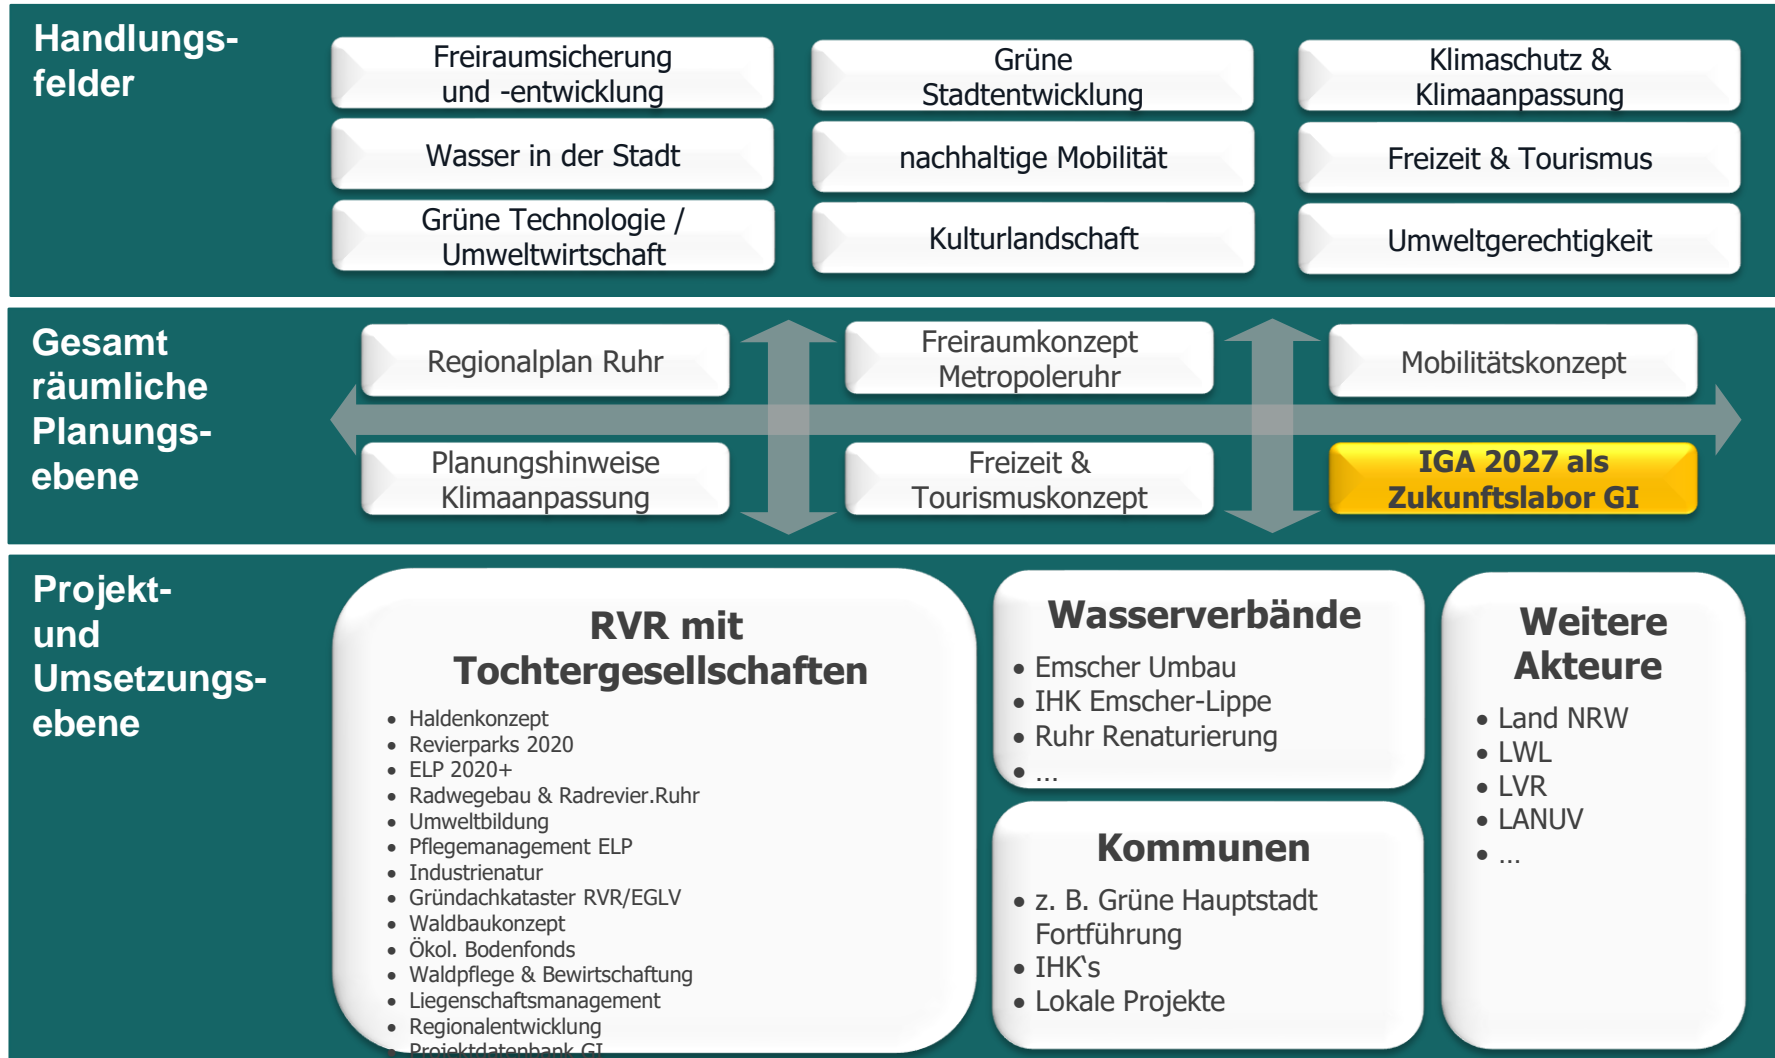 Handlungs-
felder
Freiraumsicherung
und -entwicklung
Grüne
Stadtentwicklung
Klimaschutz &
Klimaanpassung
Wasser in der Stadt
nachhaltige Mobilität
Freizeit & Tourismus
Grüne Technologie /
Umweltwirtschaft
Kulturlandschaft
Umweltgerechtigkeit
Gesamt
räumliche
Planungs-
ebene
Regionalplan Ruhr
Freiraumkonzept
Metropoleruhr
Mobilitätskonzept
Planungshinweise
Klimaanpassung
Freizeit &
Tourismuskonzept
IGA 2027 als
Zukunftslabor GI
Projekt-
und
Umsetzungs-
ebene
RVR mit
Tochtergesellschaften
• Haldenkonzept
• Revierparks 2020
• ELP 2020+
• Radwegebau & Radrevier.Ruhr
• Umweltbildung
• Pflegemanagement ELP
• Industrienatur
• Gründachkataster RVR/EGLV
• Waldbaukonzept
• Ökol. Bodenfonds
• Waldpflege & Bewirtschaftung
• Liegenschaftsmanagement
• Regionalentwicklung
• Projektdatenbank GI
Wasserverbände
• Emscher Umbau
• IHK Emscher-Lippe
• Ruhr Renaturierung
• ...
Kommunen
• z. B. Grüne Hauptstadt
Fortführung
• IHK‘s
• Lokale Projekte
Weitere
Akteure
• Land NRW
• LWL
• LVR
• LANUV
• ...